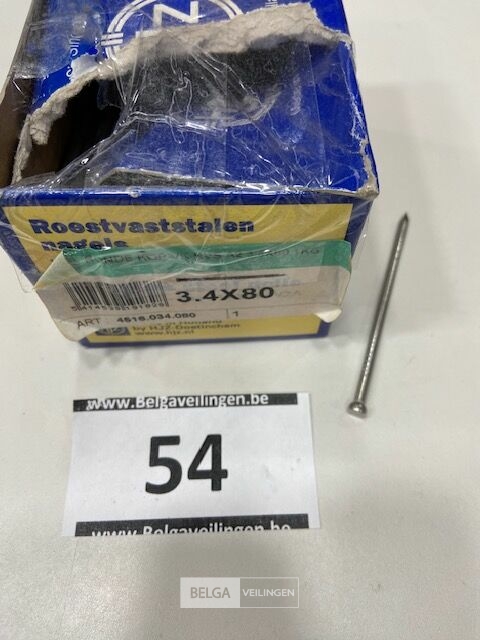 Roestvaststalen
nagels
3.4X80
ART 4516.034.080 1
by HJZ-Doetinchem
www.hjz.nl
www.Belgaveilingen.be
54
www.Belgaveilingen.be
BELGA VEILINGEN